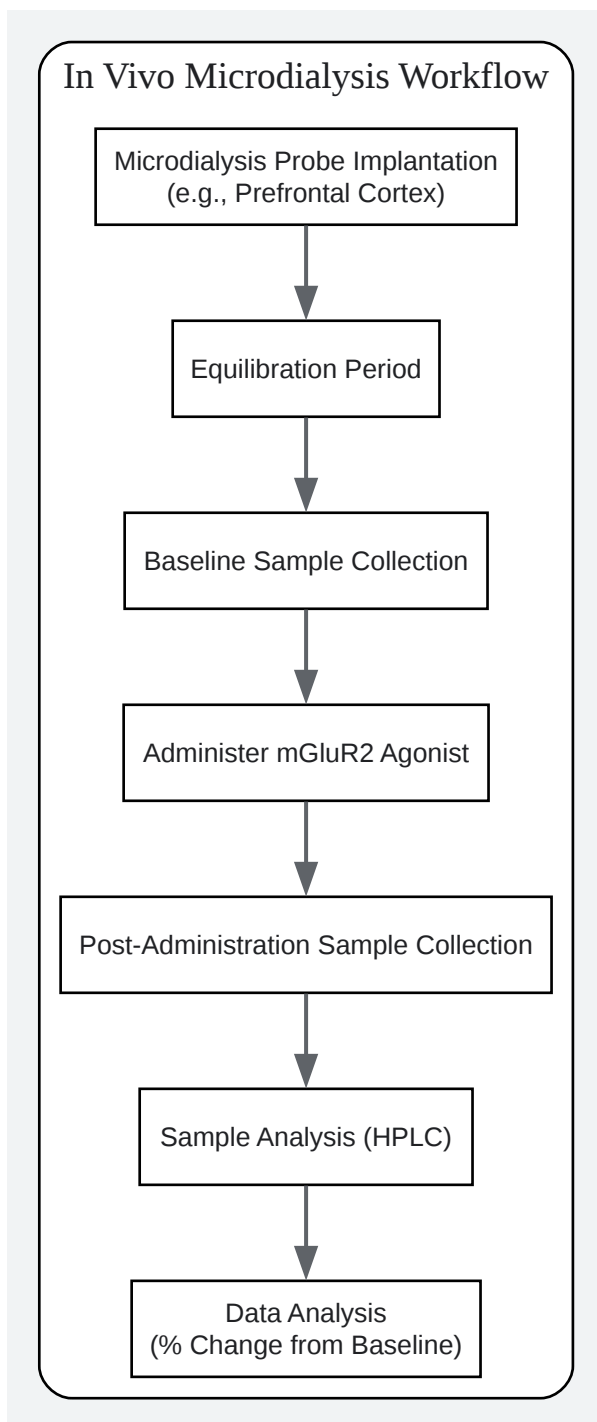 In Vivo Microdialysis Workflow
Microdialysis Probe Implantation
(e.g., Prefrontal Cortex)
Equilibration Period
Baseline Sample Collection
Administer mGluR2 Agonist
Post-Administration Sample Collection
Sample Analysis (HPLC)
Data Analysis
(% Change from Baseline)